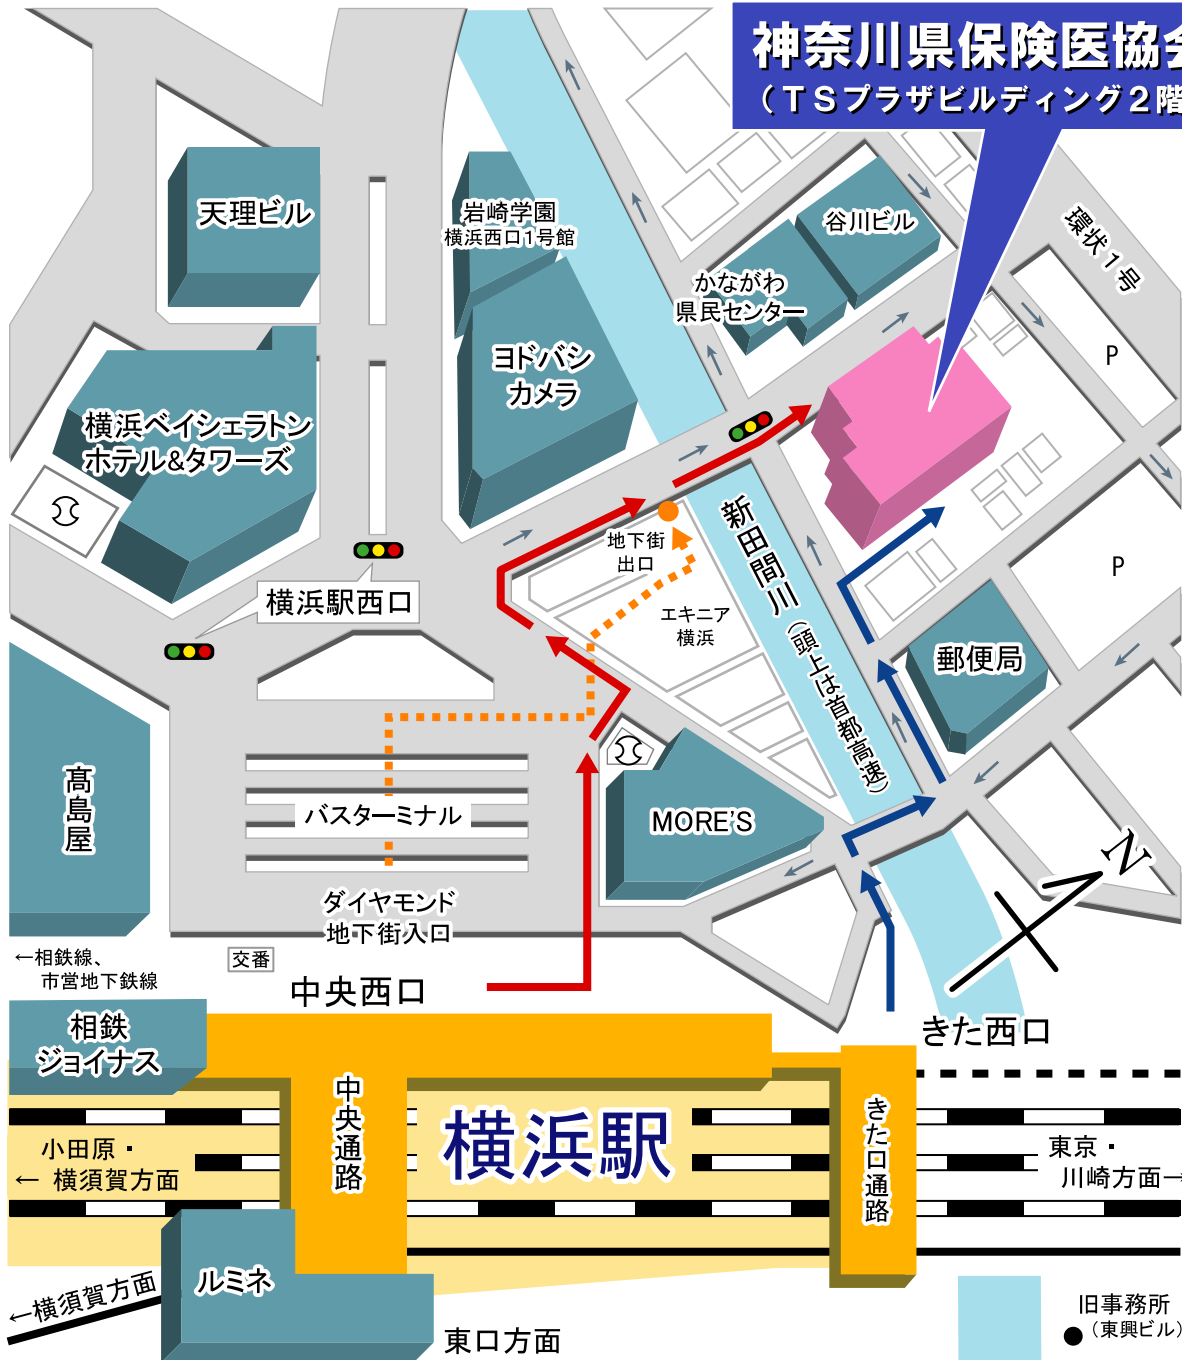 神奈川県保険医協会
（ＴＳプラザビルディング２階
天理ビル
岩崎学園
横浜西口1号館
谷川ビル
環状１号
かながわ
県民センター
P
ヨドバシ
カメラ
横浜ベイシェラトン
ホテル&タワーズ
新田間川（頭上は首都高速）
地下街
出口
P
横浜駅西口
エキニア
横浜
郵便局
髙島屋
バスターミナル
MORE'S
N
ダイヤモンド
地下街入口
←相鉄線、
市営地下鉄線
交番
中央西口
きた西口
相鉄
ジョイナス
中央通路
横浜駅
きた口通路
小田原・
← 横須賀方面
東京・
川崎方面→
←横須賀方面
ルミネ
東口方面
旧事務所
●（東興ビル）